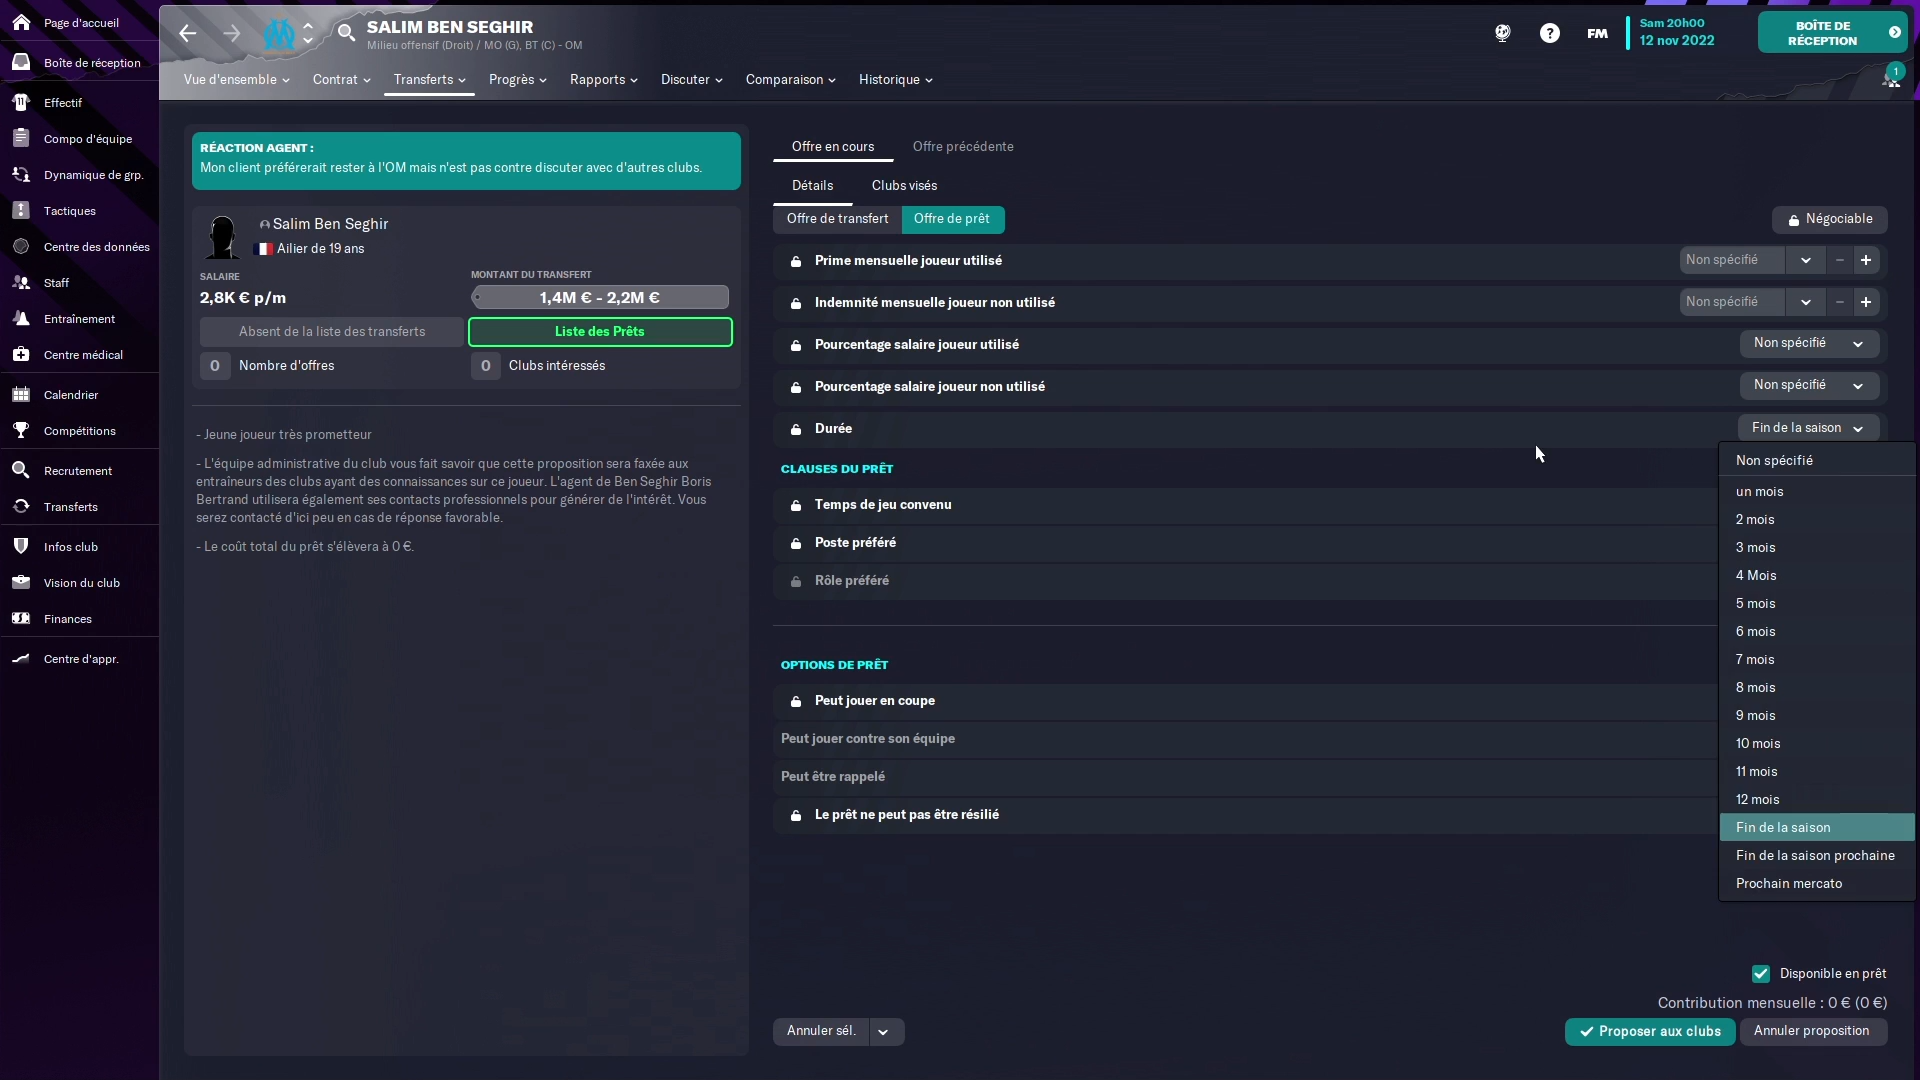 Page d'accueil
Boîte de réception
Effectif
Compo d'équipe
Dynamique de grp.
Tactiques
Centre des données
Staff
Entraînement
Centre médical
Calendrier
Compétitions
Recrutement
Transferts
Infos club
Vision du club
Finances
Centre d'appr.
SALIM BEN SEGHIR
Milieu offensif (Droit) / MO (G), BT (C) - OM
FM
Sam 20h00
12 nov 2022
BOÎTE DE
RÉCEPTION
1
Vue d'ensemble
Contrat
Transferts
Progrès
Rapports
Discuter
Comparaison
Historique
RÉACTION AGENT :
Mon client préférerait rester à l'OM mais n'est pas contre discuter avec d'autres clubs.
Salim Ben Seghir
Ailier de 19 ans
SALAIRE
2,8K € p/m
MONTANT DU TRANSFERT
1,4M € - 2,2M €
Absent de la liste des transferts
Liste des Prêts
0 Nombre d'offres
0 Clubs intéressés
- Jeune joueur très prometteur
- L'équipe administrative du club vous fait savoir que cette proposition sera faxée aux
entraîneurs des clubs ayant des connaissances sur ce joueur. L'agent de Ben Seghir Boris
Bertrand utilisera également ses contacts professionnels pour générer de l'intérêt. Vous
serez contacté d'ici peu en cas de réponse favorable.
- Le coût total du prêt s'élèvera à 0 €.
Offre en cours
Offre précédente
Détails
Clubs visés
Offre de transfert
Offre de prêt
Négociable
Prime mensuelle joueur utilisé
Non spécifié
Indemnité mensuelle joueur non utilisé
Non spécifié
Pourcentage salaire joueur utilisé
Non spécifié
Pourcentage salaire joueur non utilisé
Non spécifié
Durée
Fin de la saison
CLAUSES DU PRÊT
Temps de jeu convenu
Poste préféré
Rôle préféré
OPTIONS DE PRÊT
Peut jouer en coupe
Peut jouer contre son équipe
Peut être rappelé
Le prêt ne peut pas être résilié
Non spécifié
un mois
2 mois
3 mois
4 Mois
5 mois
6 mois
7 mois
8 mois
9 mois
10 mois
11 mois
12 mois
Fin de la saison
Fin de la saison prochaine
Prochain mercato
Disponible en prêt
Contribution mensuelle : 0 € (0 €)
Annuler sél.
Proposer aux clubs
Annuler proposition